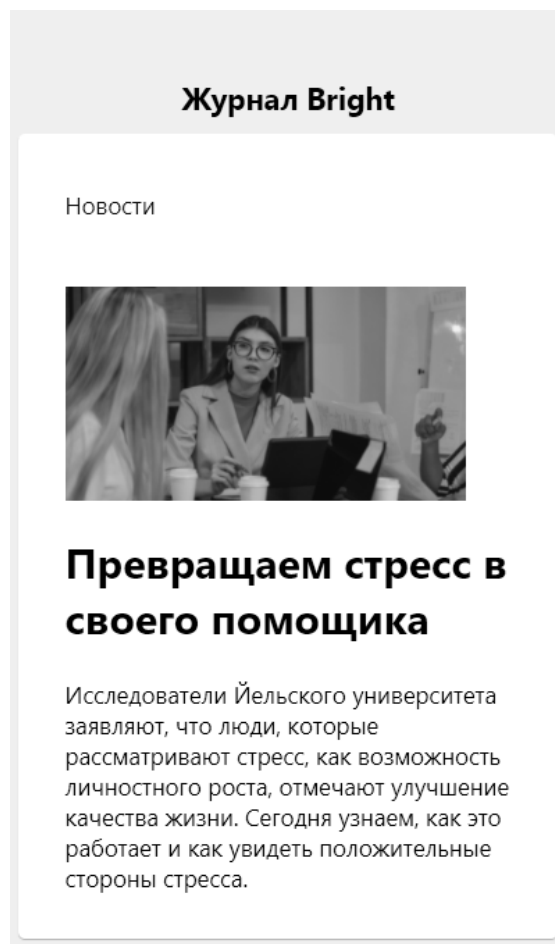 Журнал Bright
Новости
Превращаем стресс в
своего помощика
Исследователи Йельского университета
заявляют, что люди, которые
рассматривают стресс, как возможность
личностного роста, отмечают улучшение
качества жизни. Сегодня узнаем, как это
работает и как увидеть положительные
стороны стресса.